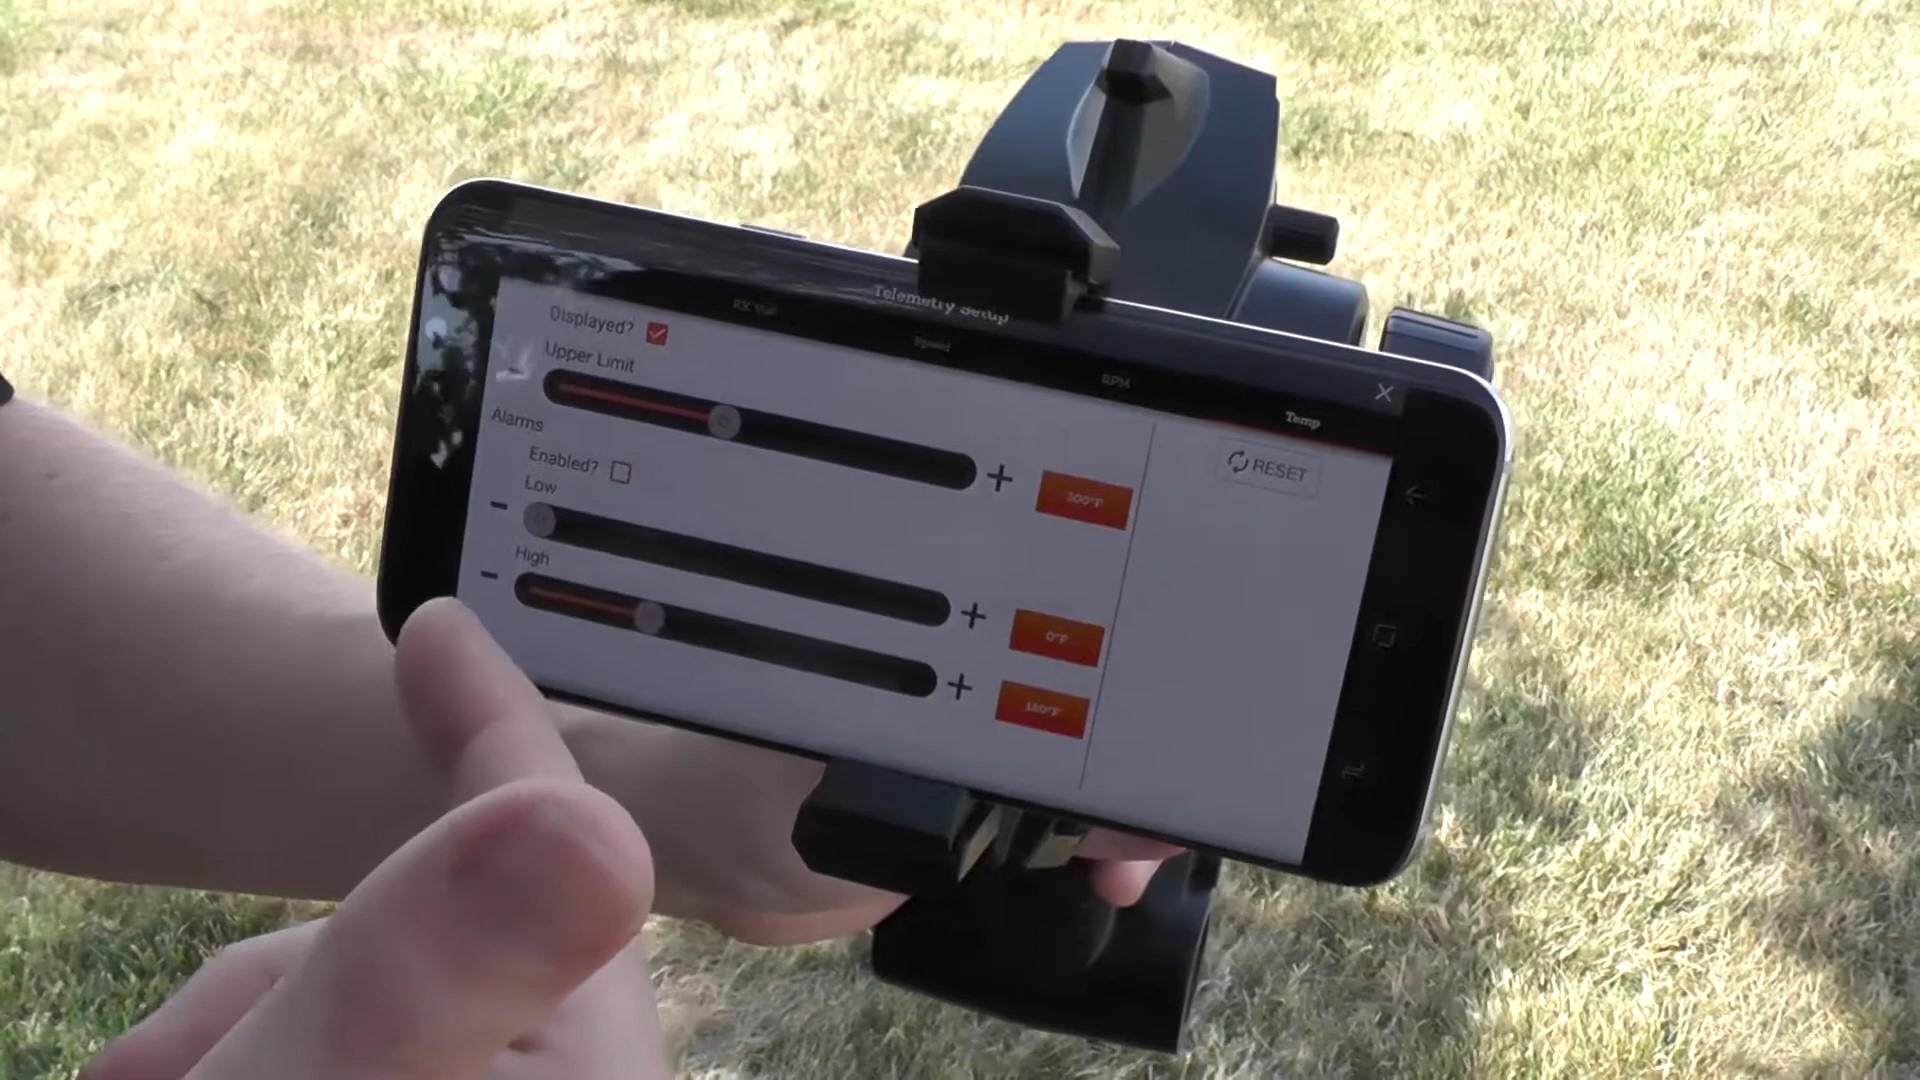 Telemetry Setup
RX Volt
Speed
RPM
Temp
Displayed?
Upper Limit
RESET
Alarms
Enabled?
Low
0°F
High
180°F